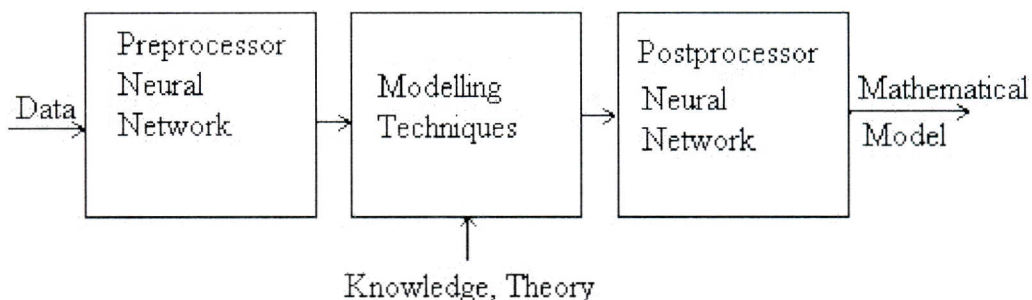 Data
Preprocessor
Neural
Network
Modelling
Techniques
Postprocessor
Neural
Network
Mathematical
Model
Knowledge, Theory